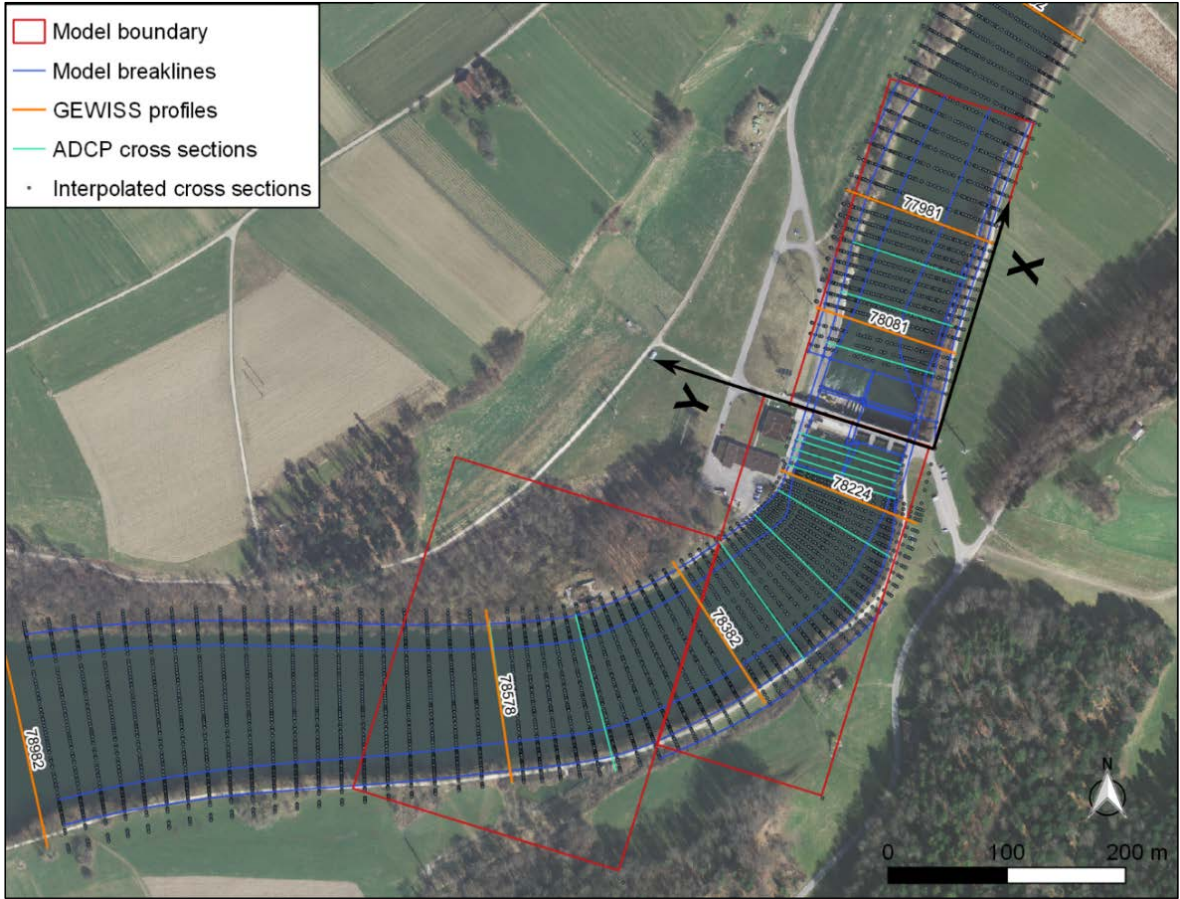 Model boundary
Model breaklines
GEWISS profiles
ADCP cross sections
Interpolated cross sections
77981
X
78081
Y
78224
78382
78578
78982
N
0 100 200 m